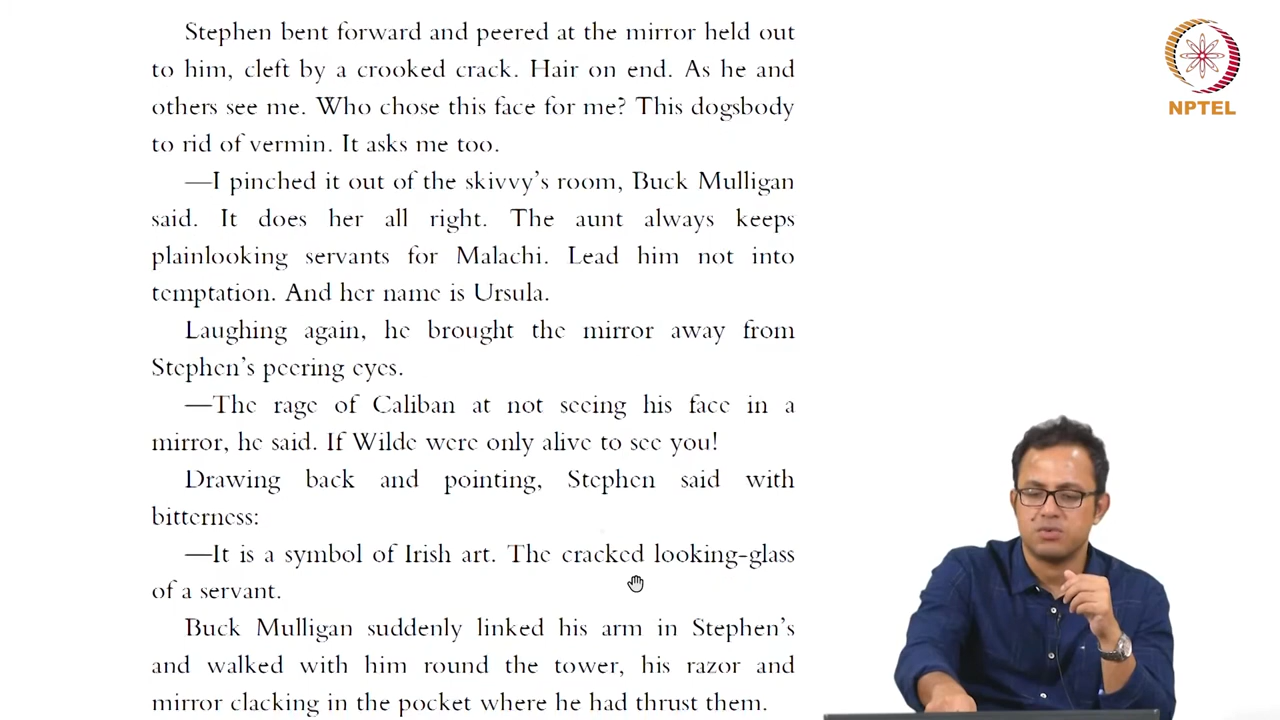 Stephen bent forward and peered at the mirror held out
to him, cleft by a crooked crack. Hair on end. As he and
others see me. Who chose this face for me? This dogsbody
to rid of vermin. It asks me too.
—I pinched it out of the skivvy's room, Buck Mulligan
said. It does her all right. The aunt always keeps
plainlooking servants for Malachi. Lead him not into
temptation. And her name is Ursula.
Laughing again, he brought the mirror away from
Stephen's peering eyes.
—The rage of Caliban at not seeing his face in a
mirror, he said. If Wilde were only alive to see you!
Drawing back and pointing, Stephen said with
bitterness:
—It is a symbol of Irish art. The cracked looking-glass
of a servant.
Buck Mulligan suddenly linked his arm in Stephen's
and walked with him round the tower, his razor and
mirror clacking in the pocket where he had thrust them.
NPTEL